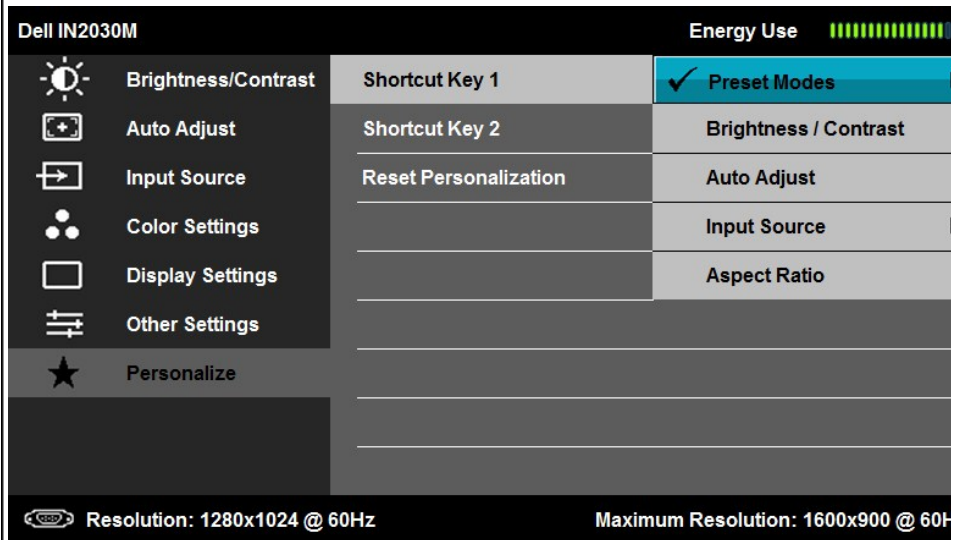 Dell IN2030M Energy Use
Brightness/Contrast Shortcut Key 1 Preset Modes
Auto Adjust Shortcut Key 2 Brightness / Contrast
Input Source Reset Personalization Auto Adjust
Color Settings Input Source
Display Settings Aspect Ratio
Other Settings
Personalize
Resolution: 1280x1024 @ 60Hz Maximum Resolution: 1600x900 @ 60H